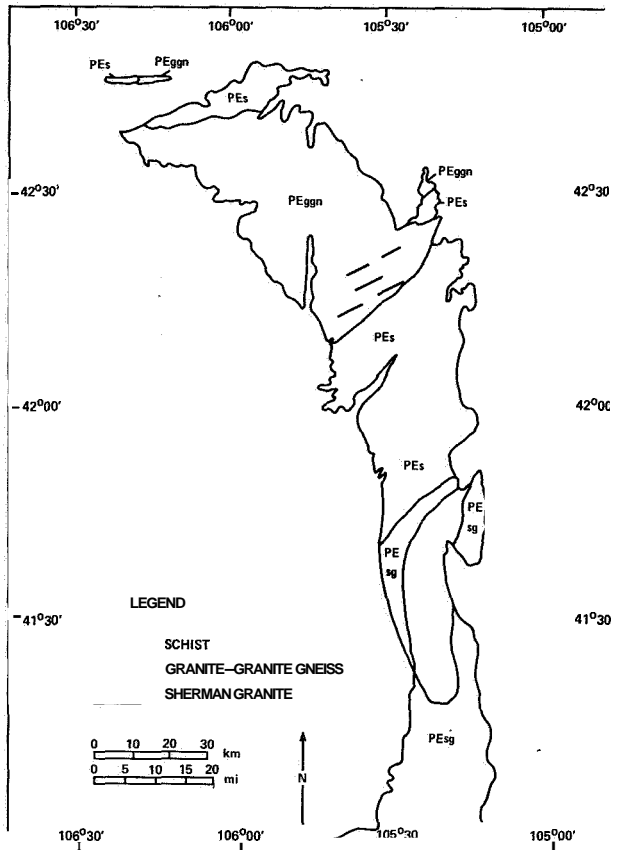 106°30' 106°00' 105°30' 105°00'
PEs PEggn
PEs
PEggn
42°30' 42°30'
PEs
PEggn
PEs
42°00' 42°00
PEs
PE
sg
PE
sg
LEGEND
41°30' 41°30'
SCHIST
GRANITE–GRANITE GNEISS
SHERMAN GRANITE
PEsg
0 10 20 30 km
0 5 10 15 20 mi
N
106°30' 106°00' 105°30 105°00'